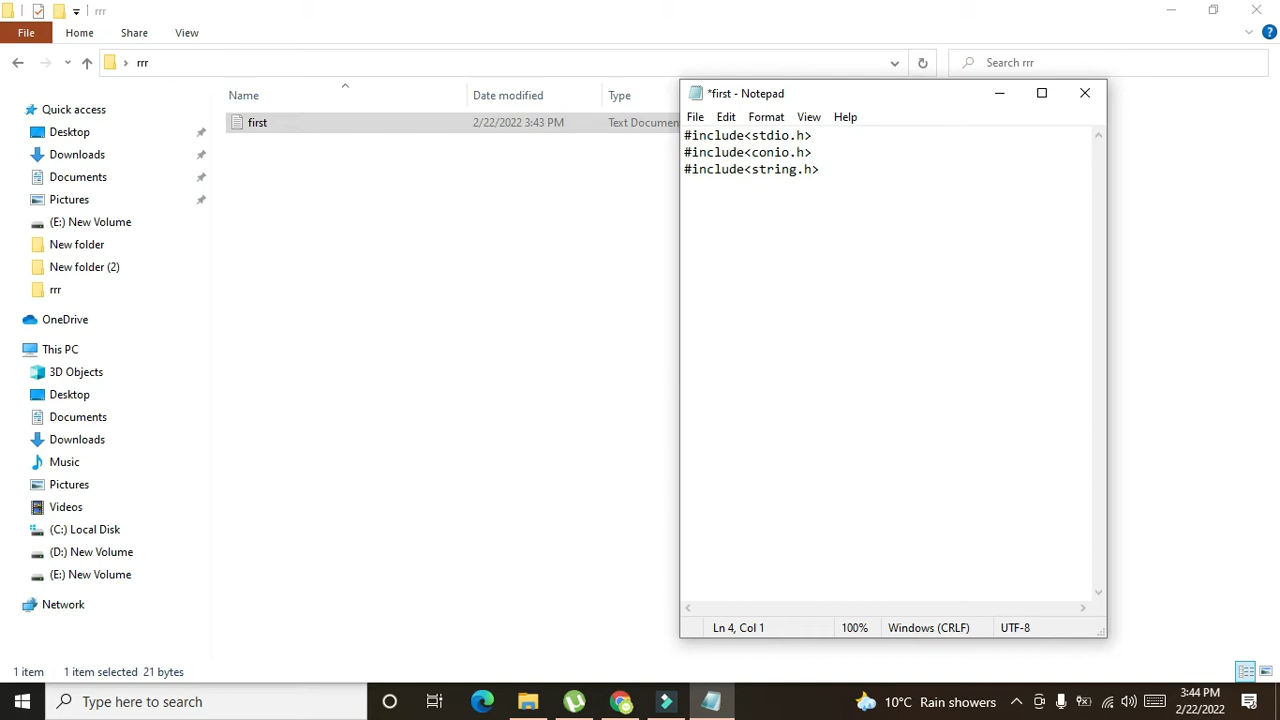 rrr
File Home Share View
rrr
Search rrr
Name Date modified Type
first 2/22/2022 3:43 PM Text Documen
Quick access
Desktop
Downloads
Documents
Pictures
(E:) New Volume
New folder
New folder (2)
rrr
OneDrive
This PC
3D Objects
Desktop
Documents
Downloads
Music
Pictures
Videos
(C:) Local Disk
(D:) New Volume
(E:) New Volume
Network
1 item 1 item selected 21 bytes
*first - Notepad
File Edit Format View Help
#include<stdio.h>
#include<conio.h>
#include<string.h>
Ln 4, Col 1 100% Windows (CRLF) UTF-8
Type here to search
10°C Rain showers
3:44 PM
2/22/2022